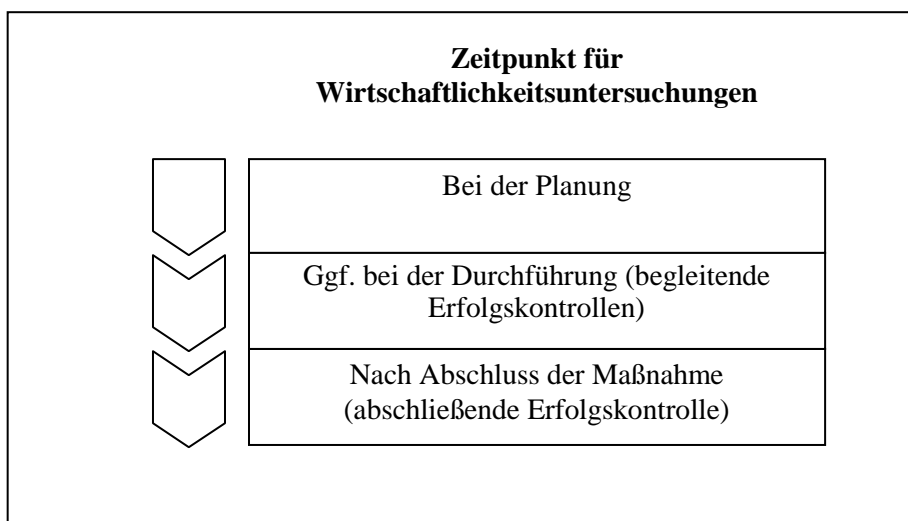 Zeitpunkt für
Wirtschaftlichkeitsuntersuchungen
Bei der Planung
Ggf. bei der Durchführung (begleitende
Erfolgskontrollen)
Nach Abschluss der Maßnahme
(abschließende Erfolgskontrolle)